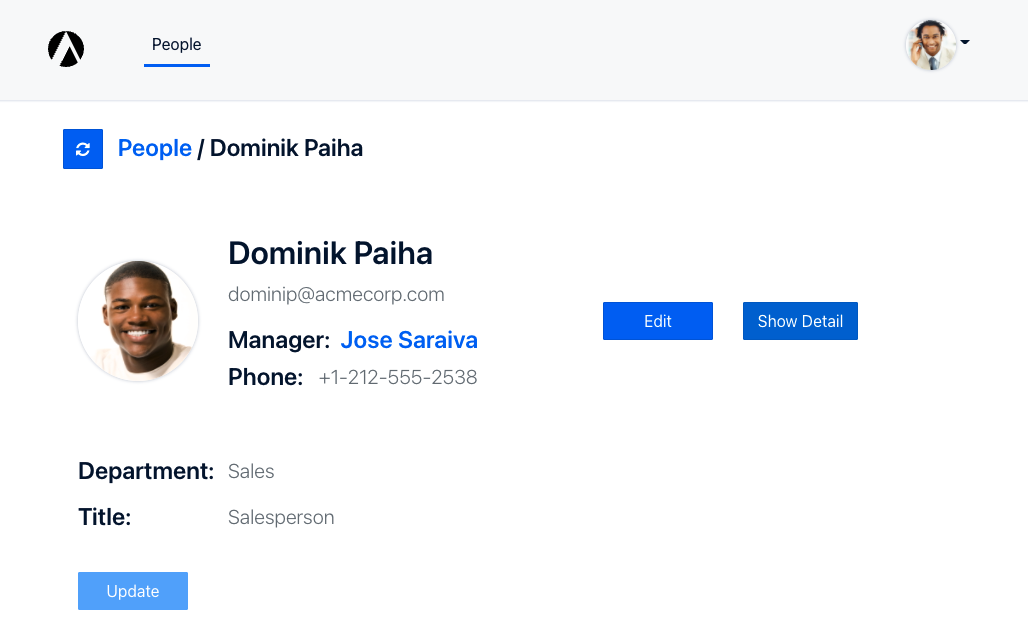 People
People / Dominik Paiha
Dominik Paiha
dominip@acmecorp.com
Manager: Jose Saraiva
Phone: +1-212-555-2538
Edit
Show Detail
Department: Sales
Title: Salesperson
Update